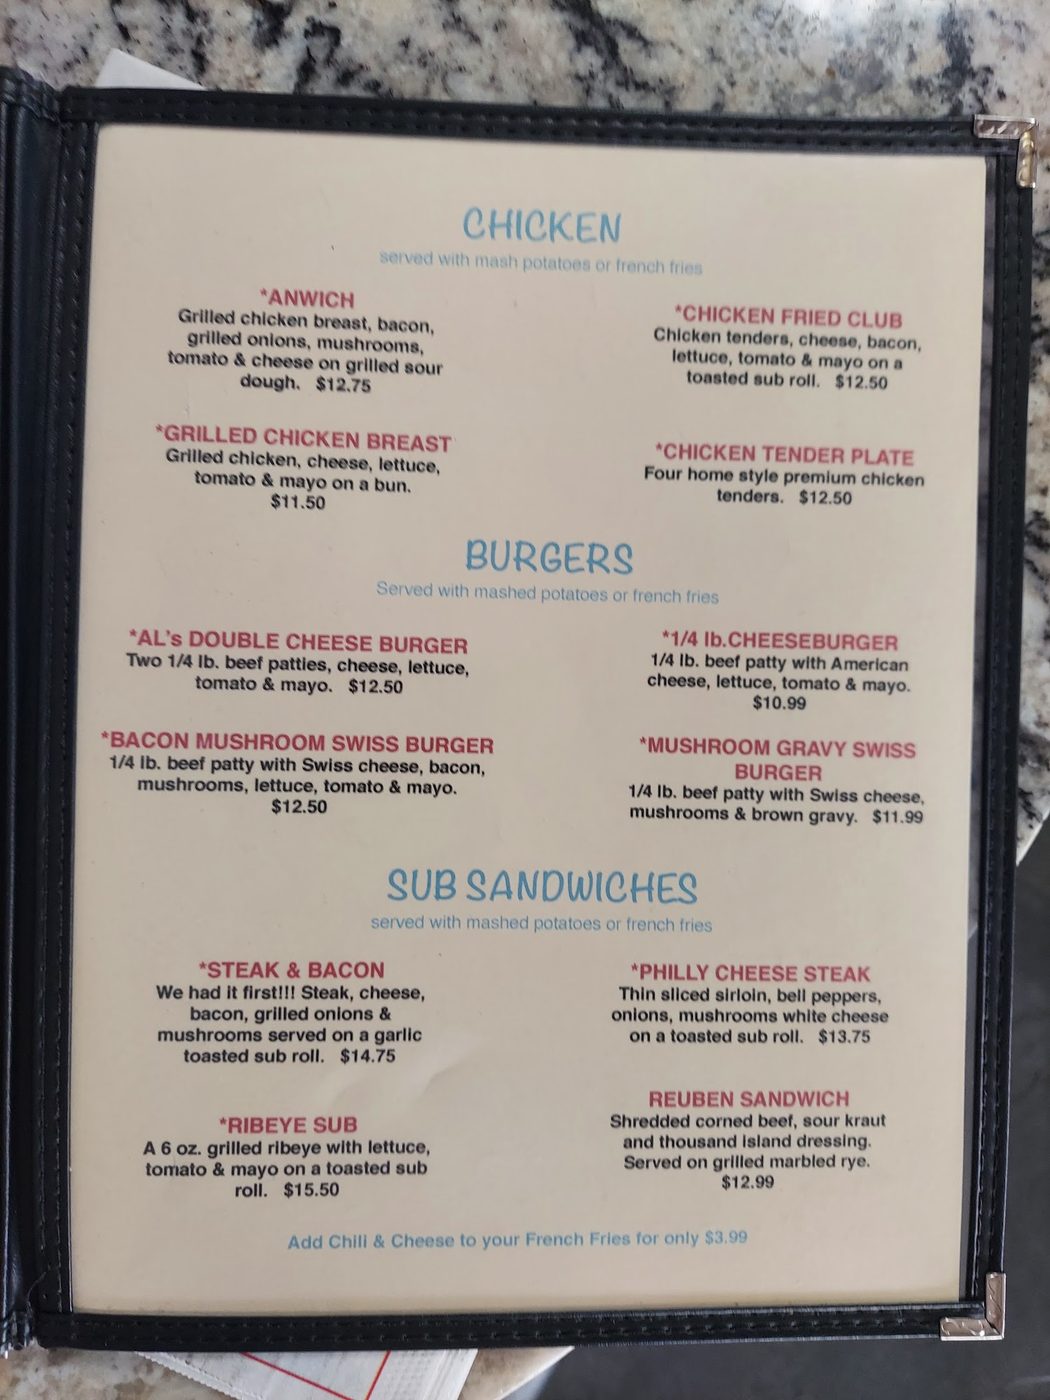 CHICKEN
served with mash potatoes or french fries
*ANWICH
Grilled chicken breast, bacon,
grilled onions, mushrooms,
tomato & cheese on grilled sour
dough. $12.75
*CHICKEN FRIED CLUB
Chicken tenders, cheese, bacon,
lettuce, tomato & mayo on a
toasted sub roll. $12.50
*GRILLED CHICKEN BREAST
Grilled chicken, cheese, lettuce,
tomato & mayo on a bun.
$11.50
*CHICKEN TENDER PLATE
Four home style premium chicken
tenders. $12.50
BURGERS
Served with mashed potatoes or french fries
*AL's DOUBLE CHEESE BURGER
Two 1/4 lb. beef patties, cheese, lettuce,
tomato & mayo. $12.50
*1/4 lb.CHEESEBURGER
1/4 lb. beef patty with American
cheese, lettuce, tomato & mayo.
$10.99
*BACON MUSHROOM SWISS BURGER
1/4 lb. beef patty with Swiss cheese, bacon,
mushrooms, lettuce, tomato & mayo.
$12.50
*MUSHROOM GRAVY SWISS
BURGER
1/4 lb. beef patty with Swiss cheese,
mushrooms & brown gravy. $11.99
SUB SANDWICHES
served with mashed potatoes or french fries
*STEAK & BACON
We had it first!!! Steak, cheese,
bacon, grilled onions &
mushrooms served on a garlic
toasted sub roll. $14.75
*PHILLY CHEESE STEAK
Thin sliced sirloin, bell peppers,
onions, mushrooms white cheese
on a toasted sub roll. $13.75
*RIBEYE SUB
A 6 oz. grilled ribeye with lettuce,
tomato & mayo on a toasted sub
roll. $15.50
REUBEN SANDWICH
Shredded corned beef, sour kraut
and thousand island dressing.
Served on grilled marbled rye.
$12.99
Add Chili & Cheese to your French Fries for only $3.99